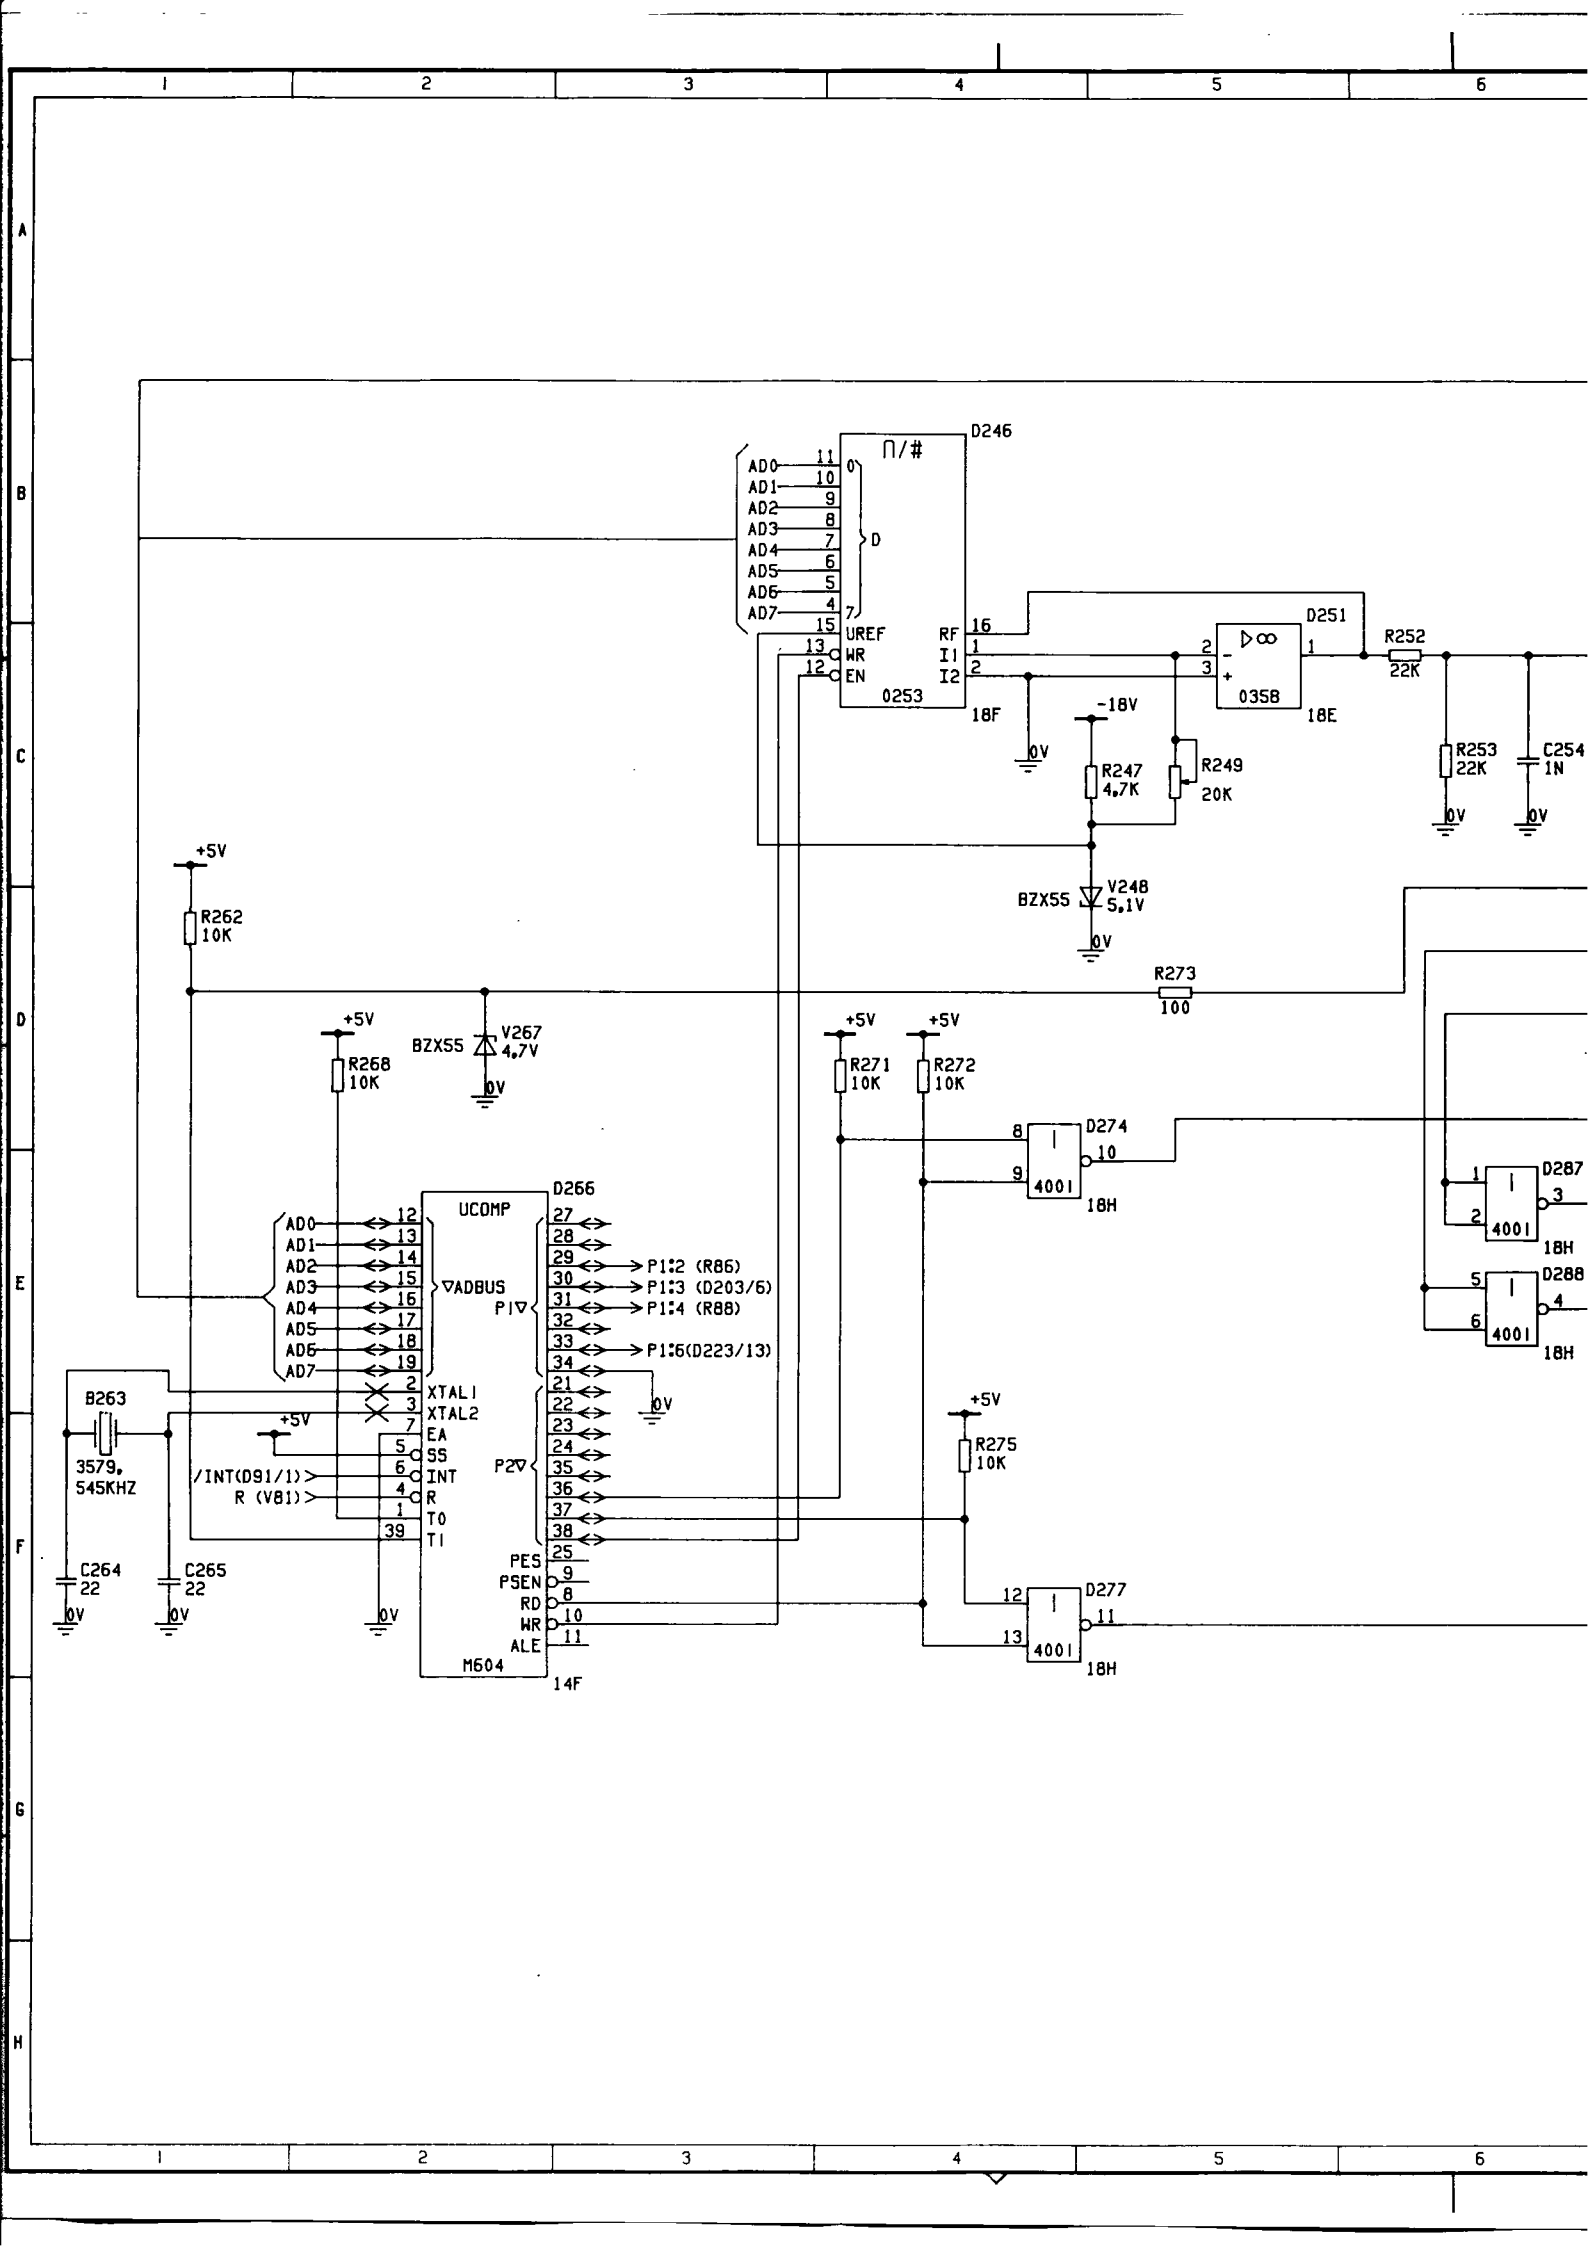 1 2 3 4 5 6
A
B
C
D
E
F
G
H
D246
∏/#
AD0 11 0
AD1 10
AD2 9
AD3 8
AD4 7 D
AD5 6
AD6 5
AD7 4 7
15 UREF RF 16
13 WR I1 1
12 EN I2 2
0253
18F
0V
D251
▷∞
2 - 1
3 +
0358
18E
R252
22K
R253
22K
0V
C254
1N
0V
-18V
R247
4,7K
R249
20K
BZX55 V248
5,1V
0V
+5V
R262
10K
R273
100
+5V
R268
10K
BZX55 V267
4,7V
0V
+5V
R271
10K
+5V
R272
10K
D274
8 1 10
9 4001
18H
D287
1 1 3
2 4001
18H
D288
5 1 4
6 4001
18H
D266
UCOMP
AD0 12 27
AD1 13 28
AD2 14 29 P1:2 (R86)
AD3 15 ▽ADBUS 30 P1:3 (D203/6)
AD4 16 P1▽ 31 P1:4 (R88)
AD5 17 32
AD6 18 33 P1:6(D223/13)
AD7 19 34
0V
2 XTAL1 21
3 XTAL2 22
7 EA 23
+5V 5 SS 24
/INT(D91/1) 6 INT P2▽ 35
R (V81) 4 R 36
1 T0 37
39 T1 38
PES 25
PSEN 9
RD 8
WR 10
ALE 11
M604
14F
B263
3579,
545KHZ
C264
22
0V
C265
22
0V
0V
+5V
R275
10K
D277
12 1 11
13 4001
18H
1 2 3 4 5 6